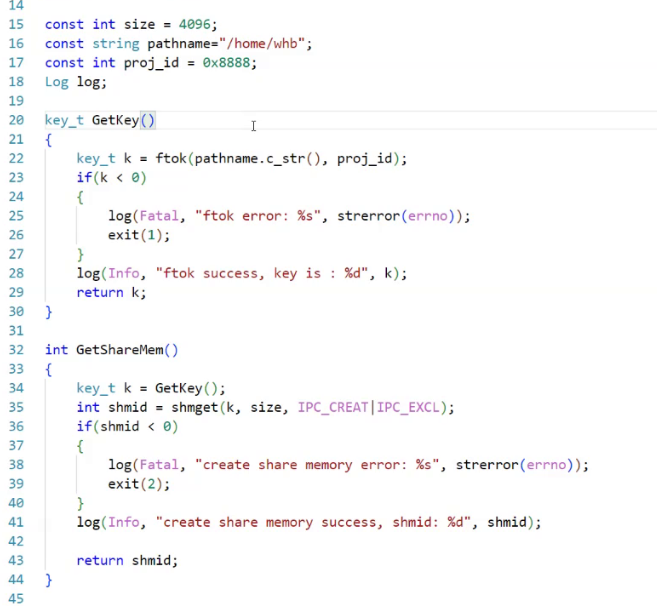 14
15 const int size = 4096;
16 const string pathname="/home/whb";
17 const int proj_id = 0x8888;
18 Log log;
19
20 key_t GetKey()
21 {
22     key_t k = ftok(pathname.c_str(), proj_id);
23     if(k < 0)
24     {
25         log(Fatal, "ftok error: %s", strerror(errno));
26         exit(1);
27     }
28     log(Info, "ftok success, key is : %d", k);
29     return k;
30 }
31
32 int GetShareMem()
33 {
34     key_t k = GetKey();
35     int shmid = shmget(k, size, IPC_CREAT|IPC_EXCL);
36     if(shmid < 0)
37     {
38         log(Fatal, "create share memory error: %s", strerror(errno));
39         exit(2);
40     }
41     log(Info, "create share memory success, shmid: %d", shmid);
42
43     return shmid;
44 }
45